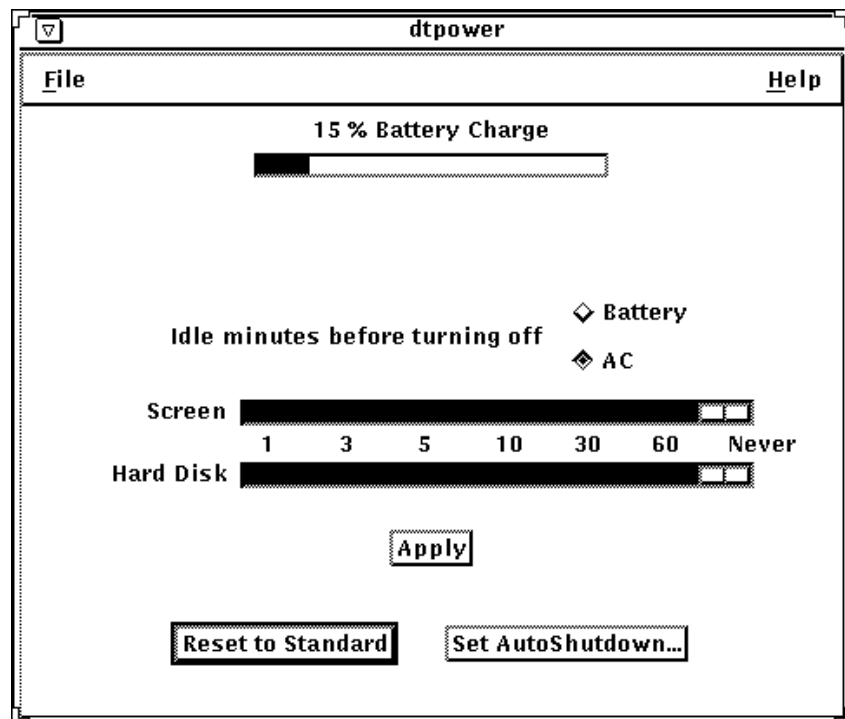 dtpower
File Help
15 % Battery Charge
Battery
Idle minutes before turning off
AC
Screen
1 3 5 10 30 60 Never
Hard Disk
Apply
Reset to Standard Set AutoShutdown...